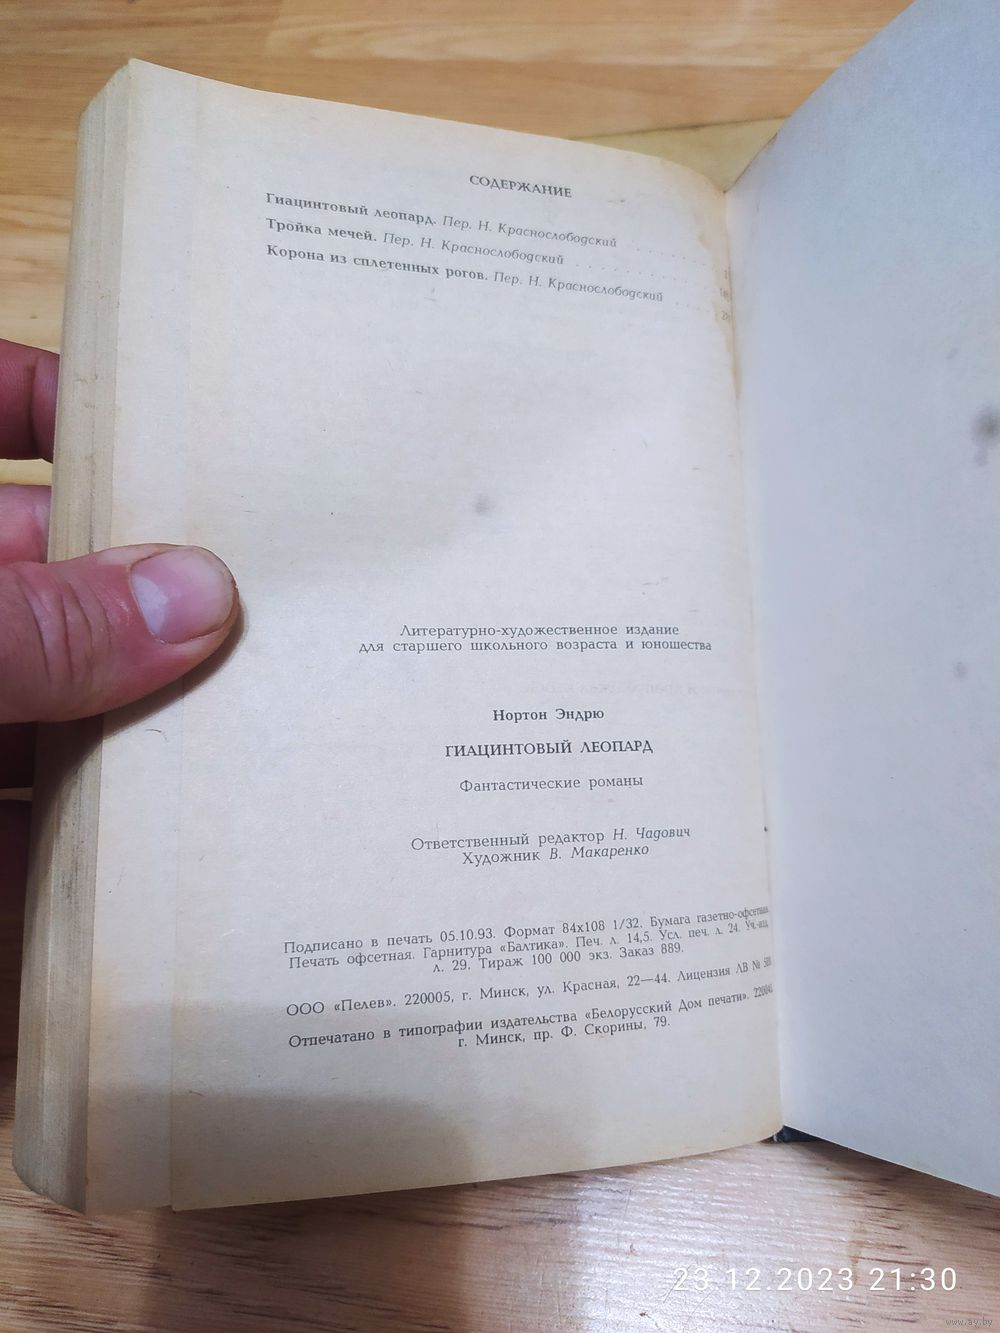 СОДЕРЖАНИЕ
Гиацинтовый леопард. Пер. Н. Краснослободский . . . . . .
Тройка мечей. Пер. Н. Краснослободский . . . . . . . . . .
Корона из сплетенных рогов. Пер. Н. Краснослободский . . . .
Литературно-художественное издание
для старшего школьного возраста и юношества
Нортон Эндрю
ГИАЦИНТОВЫЙ ЛЕОПАРД
Фантастические романы
Ответственный редактор Н. Чадович
Художник В. Макаренко
Подписано в печать 05.10.93. Формат 84x108 1/32. Бумага газетно-офсетная.
Печать офсетная. Гарнитура «Балтика». Печ. л. 14,5. Усл. печ. л. 24. Уч.-изд.
л. 29. Тираж 100 000 экз. Заказ 889.
ООО «Пелев». 220005, г. Минск, ул. Красная, 22—44. Лицензия ЛВ №
Отпечатано в типографии издательства «Белорусский Дом печати».
г. Минск, пр. Ф. Скорины, 79.
23.12.2023 21:30
www.ay.by